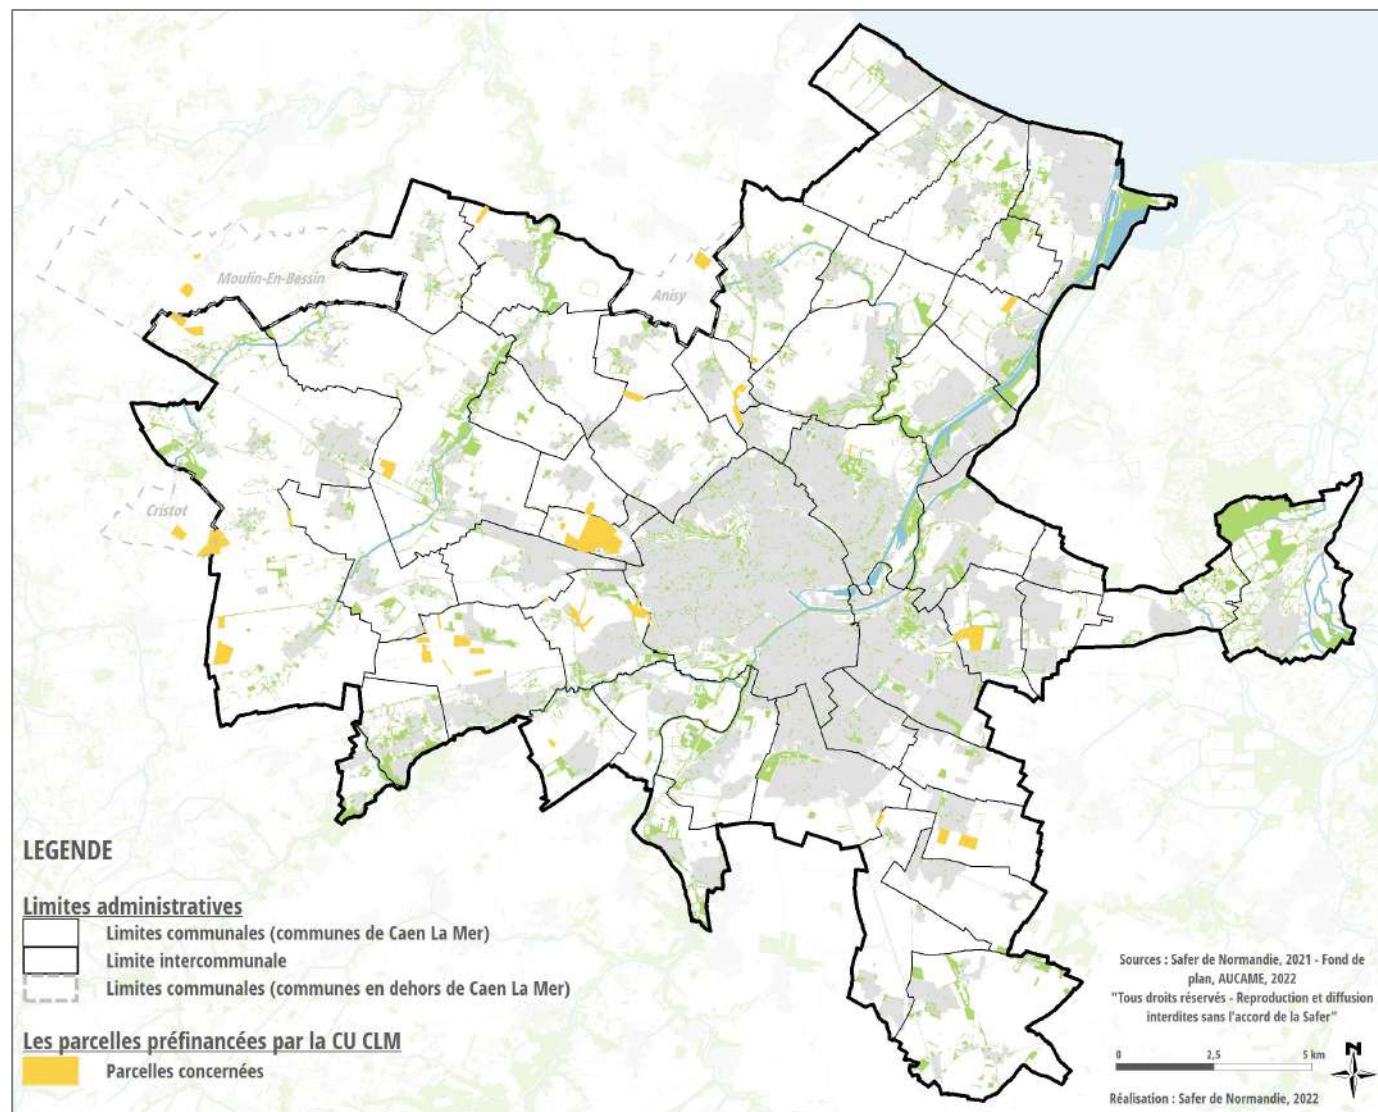 Moulin-En-Bessin
Anisy
Cristot
LEGENDE
Limites administratives
Limites communales (communes de Caen La Mer)
Limite intercommunale
Limites communales (communes en dehors de Caen La Mer)
Les parcelles préfinancées par la CU CLM
Parcelles concernées
Sources : Safer de Normandie, 2021 - Fond de
plan, AUCAME, 2022
"Tous droits réservés - Reproduction et diffusion
interdites sans l'accord de la Safer"
0 2,5 5 km
N
Réalisation : Safer de Normandie, 2022